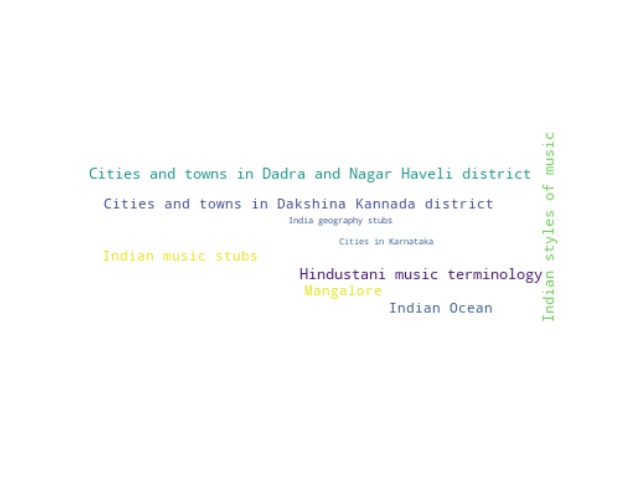 Cities and towns in Dadra and Nagar Haveli district
Cities and towns in Dakshina Kannada district
India geography stubs
Cities in Karnataka
Indian music stubs
Hindustani music terminology
Mangalore
Indian Ocean
Indian styles of music